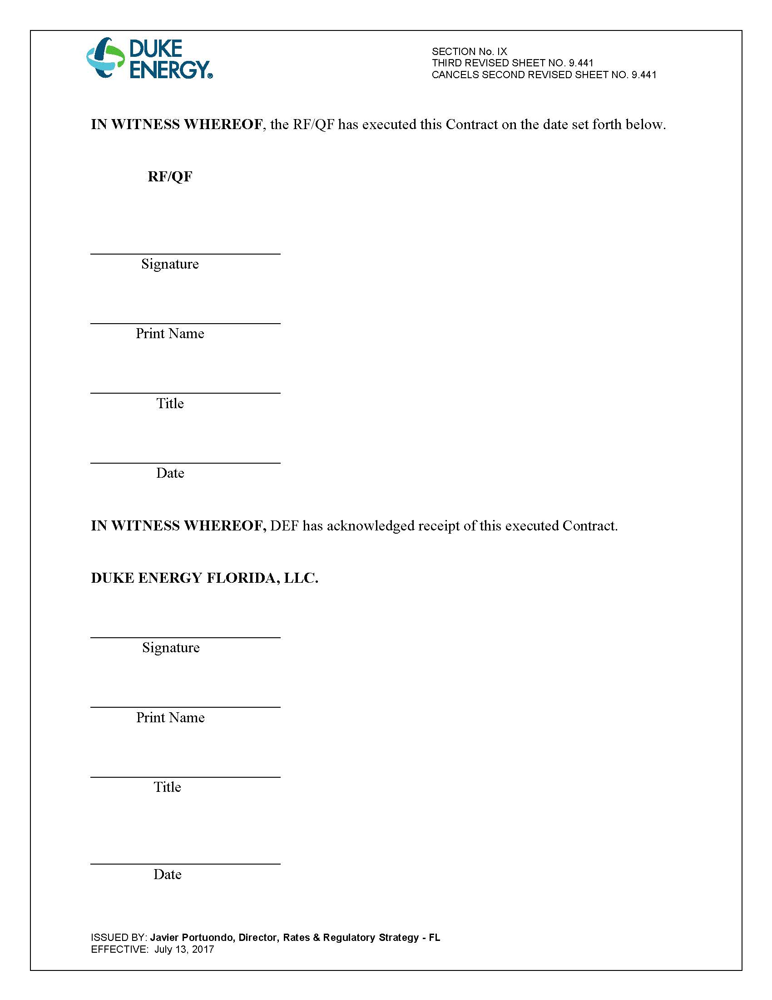 DUKE
ENERGY®
SECTION No. IX
THIRD REVISED SHEET NO. 9.441
CANCELS SECOND REVISED SHEET NO. 9.441
IN WITNESS WHEREOF, the RF/QF has executed this Contract on the date set forth below.
RF/QF
Signature
Print Name
Title
Date
IN WITNESS WHEREOF, DEF has acknowledged receipt of this executed Contract.
DUKE ENERGY FLORIDA, LLC.
Signature
Print Name
Title
Date
ISSUED BY: Javier Portuondo, Director, Rates & Regulatory Strategy - FL
EFFECTIVE: July 13, 2017